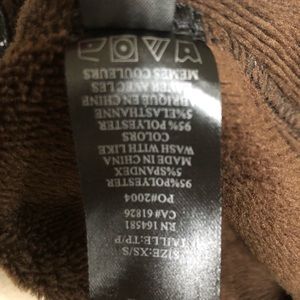 SIZE:XS/S
TAILLE:TP/P
RN 164581
CA# 61826
PO#2004
95% POLYESTER
5%SPANDEX
MADE IN CHINA
WASH WITH LIKE
COLORS
95% POLYESTER
5%ELASTHANNE
FABRIQUE EN CHINE
LAVER AVEC LES
MEMES COULEURS